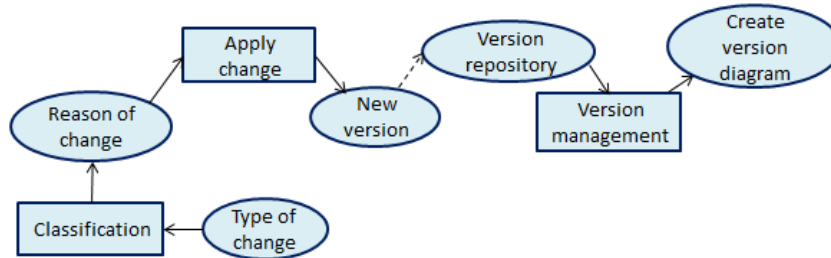 Create
version
diagram
Apply
change
Version
repository
New
version
Version
management
Reason of
change
Classification
Type of
change